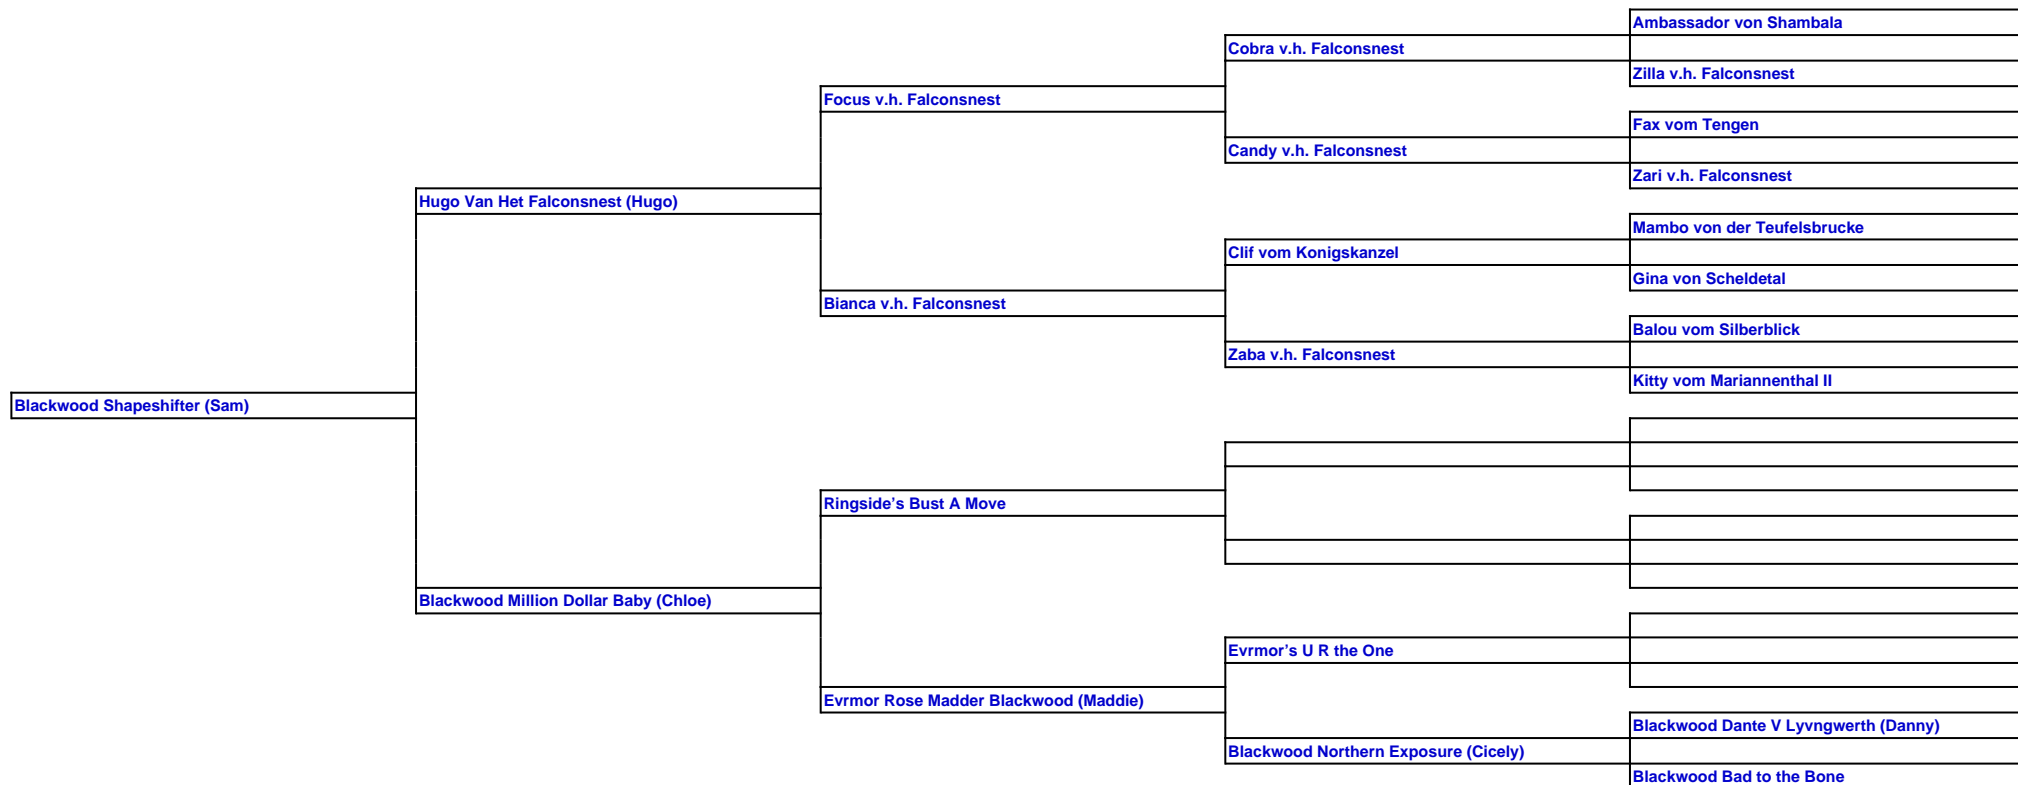 Ambassador von Shambala
Cobra v.h. Falconsnest
Zilla v.h. Falconsnest
Focus v.h. Falconsnest
Fax vom Tengen
Candy v.h. Falconsnest
Zari v.h. Falconsnest
Hugo Van Het Falconsnest (Hugo)
Mambo von der Teufelsbrucke
Clif vom Konigskanzel
Gina von Scheldetal
Bianca v.h. Falconsnest
Balou vom Silberblick
Zaba v.h. Falconsnest
Kitty vom Mariannenthal II
Blackwood Shapeshifter (Sam)
Ringside’s Bust A Move
Blackwood Million Dollar Baby (Chloe)
Evrmor’s U R the One
Evrmor Rose Madder Blackwood (Maddie)
Blackwood Dante V Lyvngwerth (Danny)
Blackwood Northern Exposure (Cicely)
Blackwood Bad to the Bone